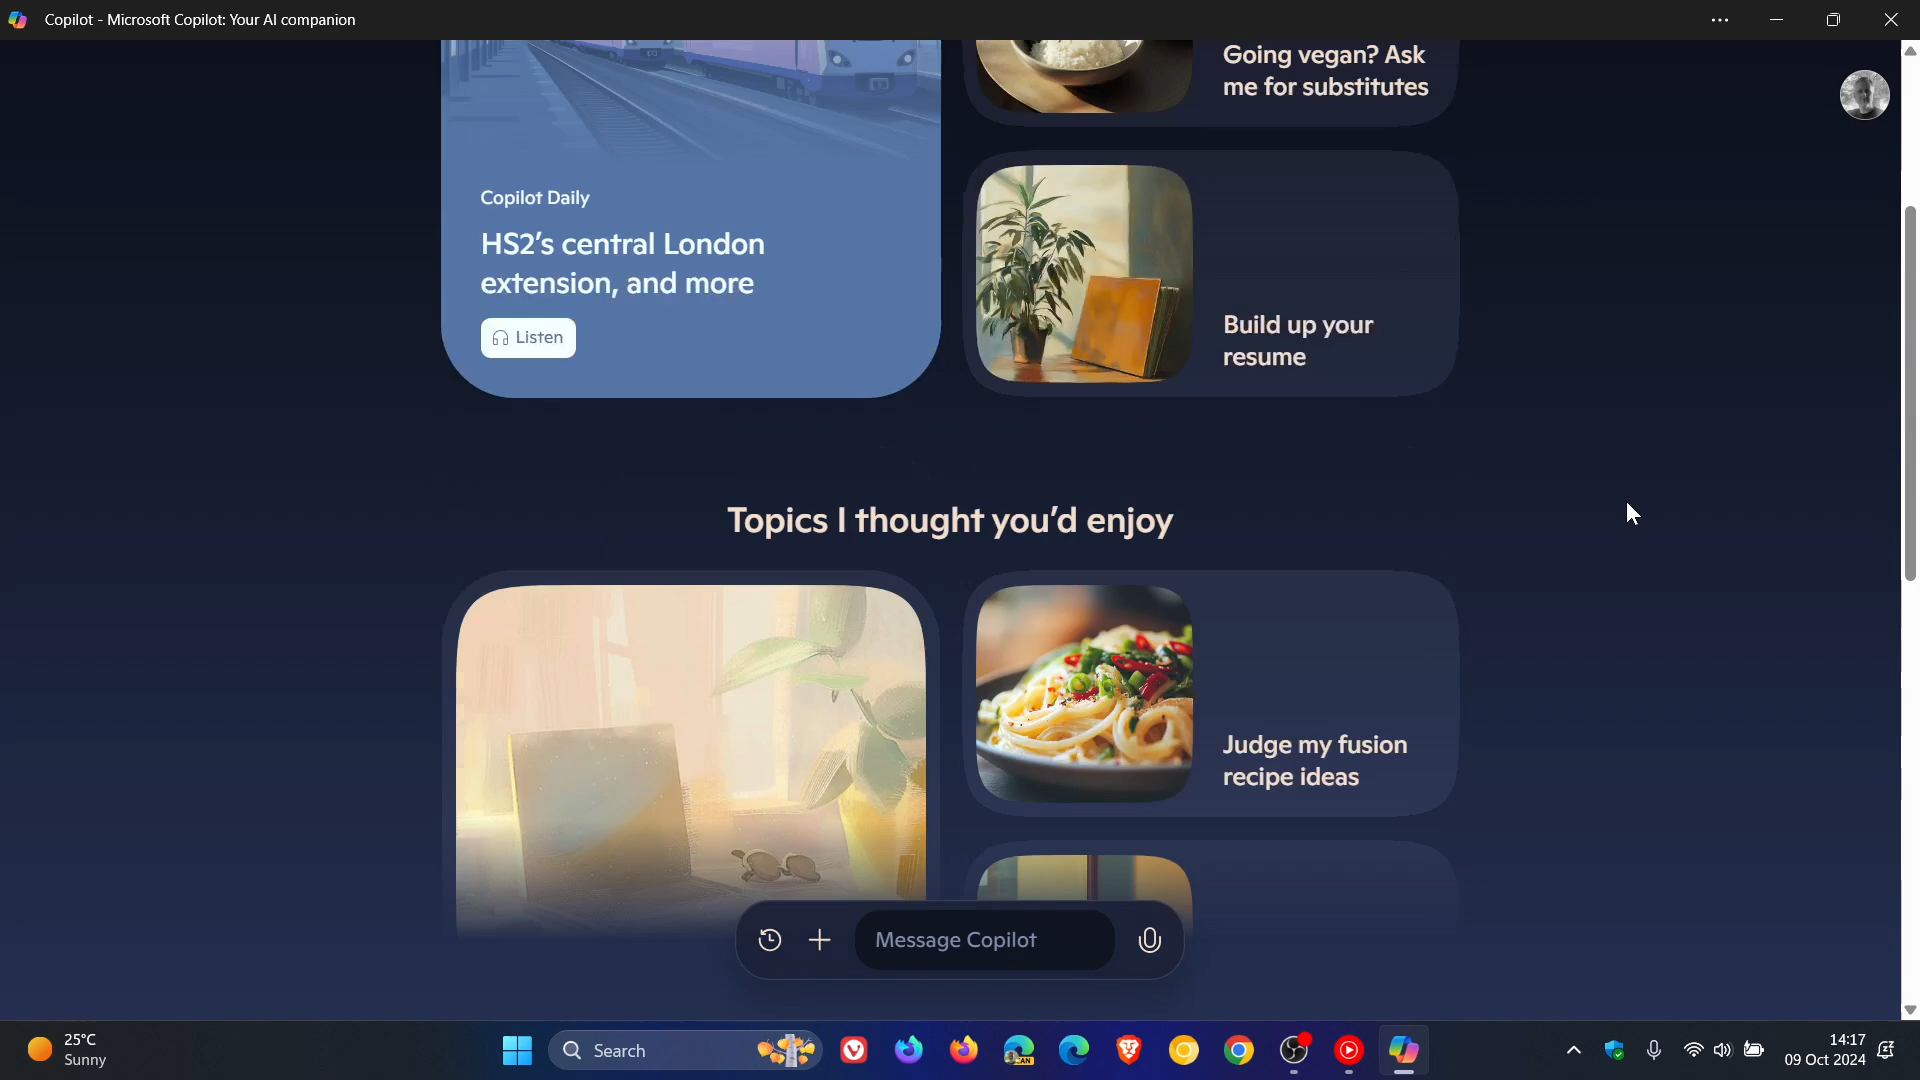 Copilot - Microsoft Copilot: Your AI companion
Going vegan? Ask
me for substitutes
Copilot Daily
HS2's central London
extension, and more
Listen
Build up your
resume
Topics I thought you'd enjoy
Judge my fusion
recipe ideas
Message Copilot
25°C
Sunny
Search
CAN
14:17
09 Oct 2024